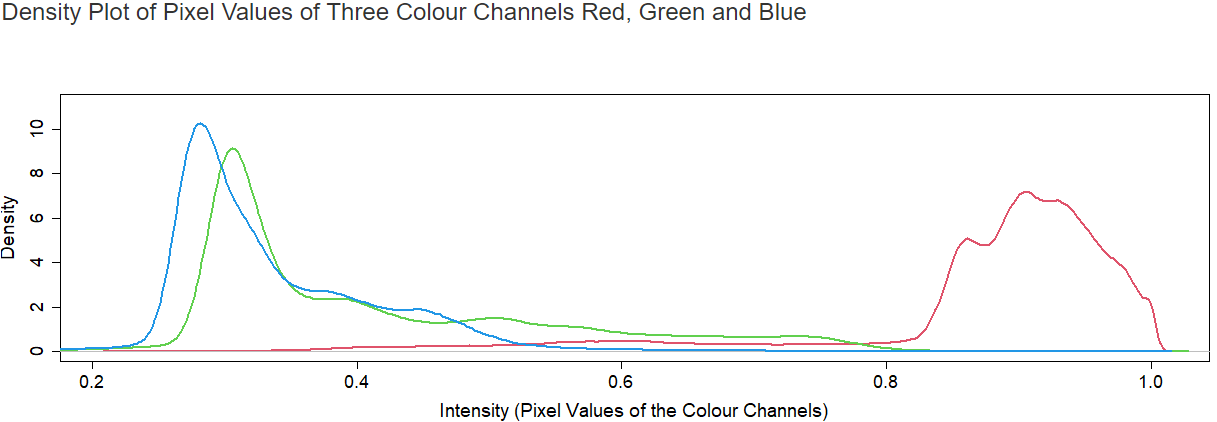 Density Plot of Pixel Values of Three Colour Channels Red, Green and Blue
Density
10
8
6
4
2
0
0.2 0.4 0.6 0.8 1.0
Intensity (Pixel Values of the Colour Channels)